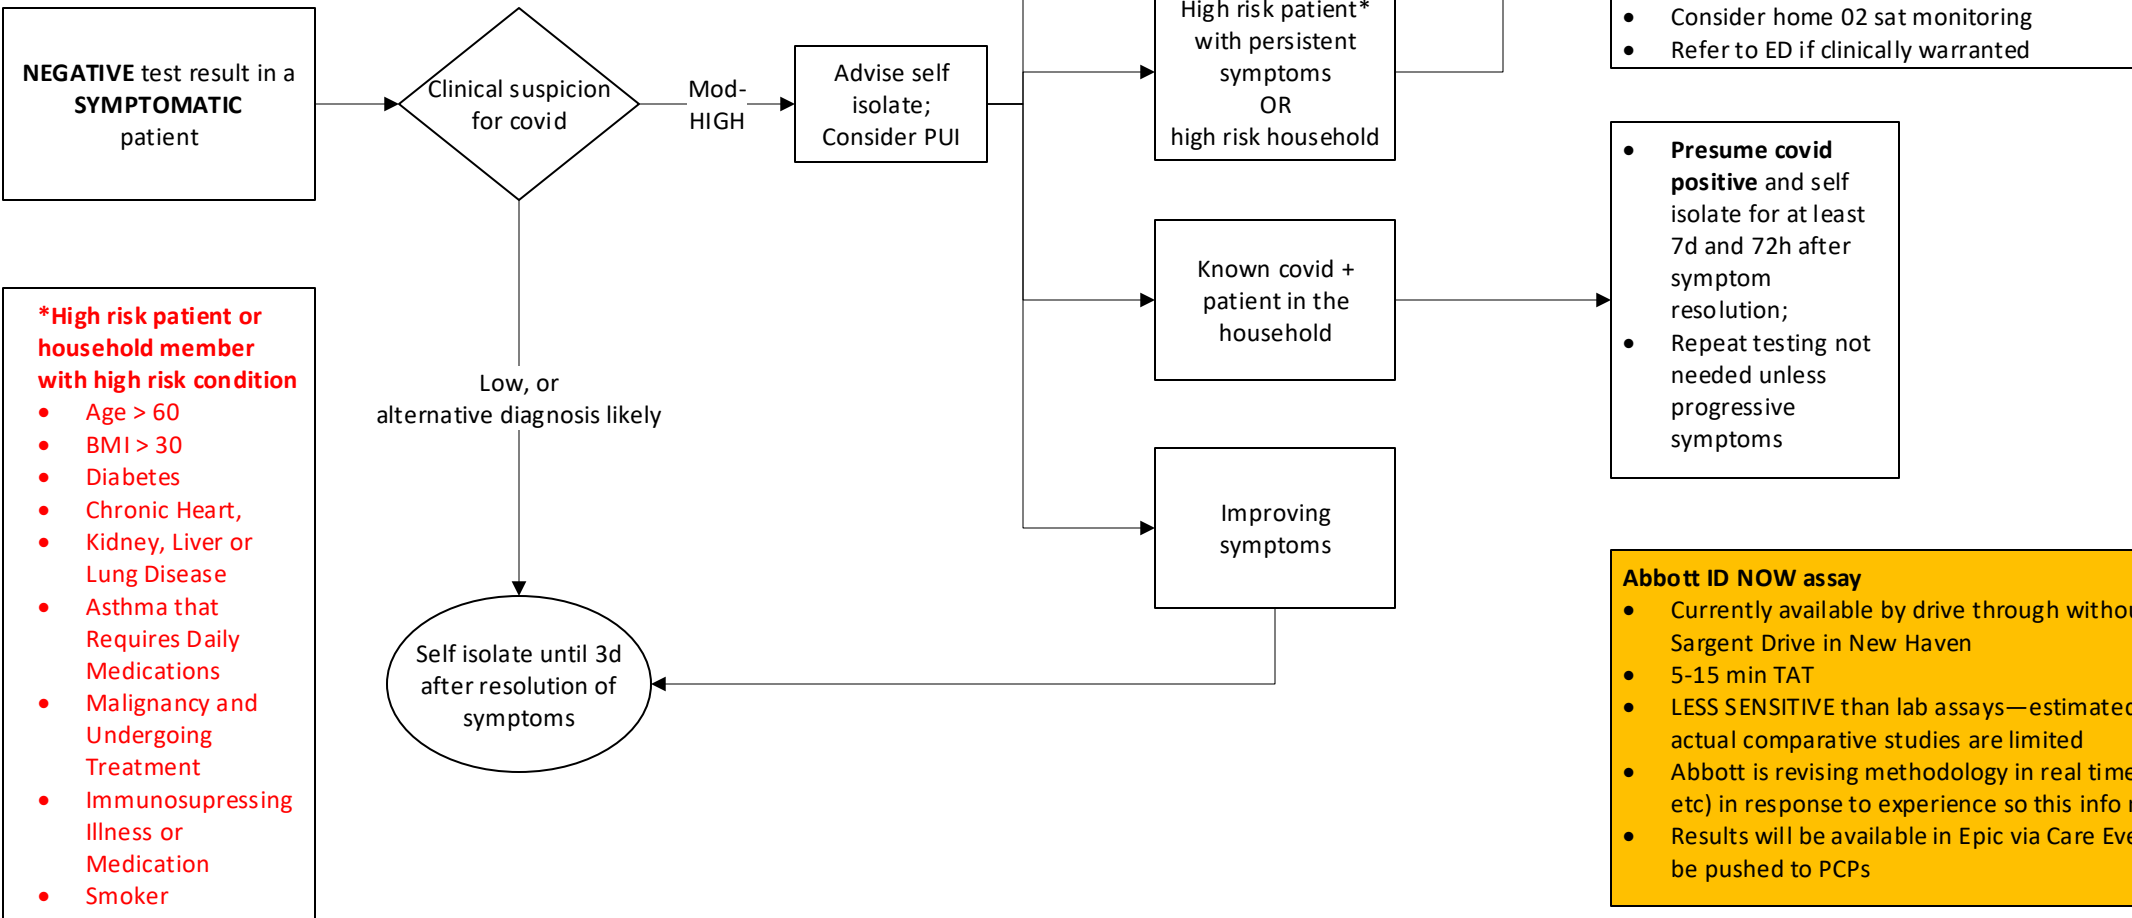 NEGATIVE test result in a
SYMPTOMATIC
patient
Clinical suspicion
for covid
Mod-
HIGH
Advise self
isolate;
Consider PUI
High risk patient*
with persistent
symptoms
OR
high risk household
• Consider home 02 sat monitoring
• Refer to ED if clinically warranted
Known covid +
patient in the
household
• Presume covid
positive and self
isolate for at least
7d and 72h after
symptom
resolution;
• Repeat testing not
needed unless
progressive
symptoms
Low, or
alternative diagnosis likely
Improving
symptoms
Self isolate until 3d
after resolution of
symptoms
*High risk patient or
household member
with high risk condition
• Age > 60
• BMI > 30
• Diabetes
• Chronic Heart,
• Kidney, Liver or
Lung Disease
• Asthma that
Requires Daily
Medications
• Malignancy and
Undergoing
Treatment
• Immunosupressing
Illness or
Medication
• Smoker
Abbott ID NOW assay
• Currently available by drive through
Sargent Drive in New Haven
• 5-15 min TAT
• LESS SENSITIVE than lab assays—estimated
actual comparative studies are limited
• Abbott is revising methodology in real time
etc) in response to experience so this info
• Results will be available in Epic via Care
be pushed to PCPs